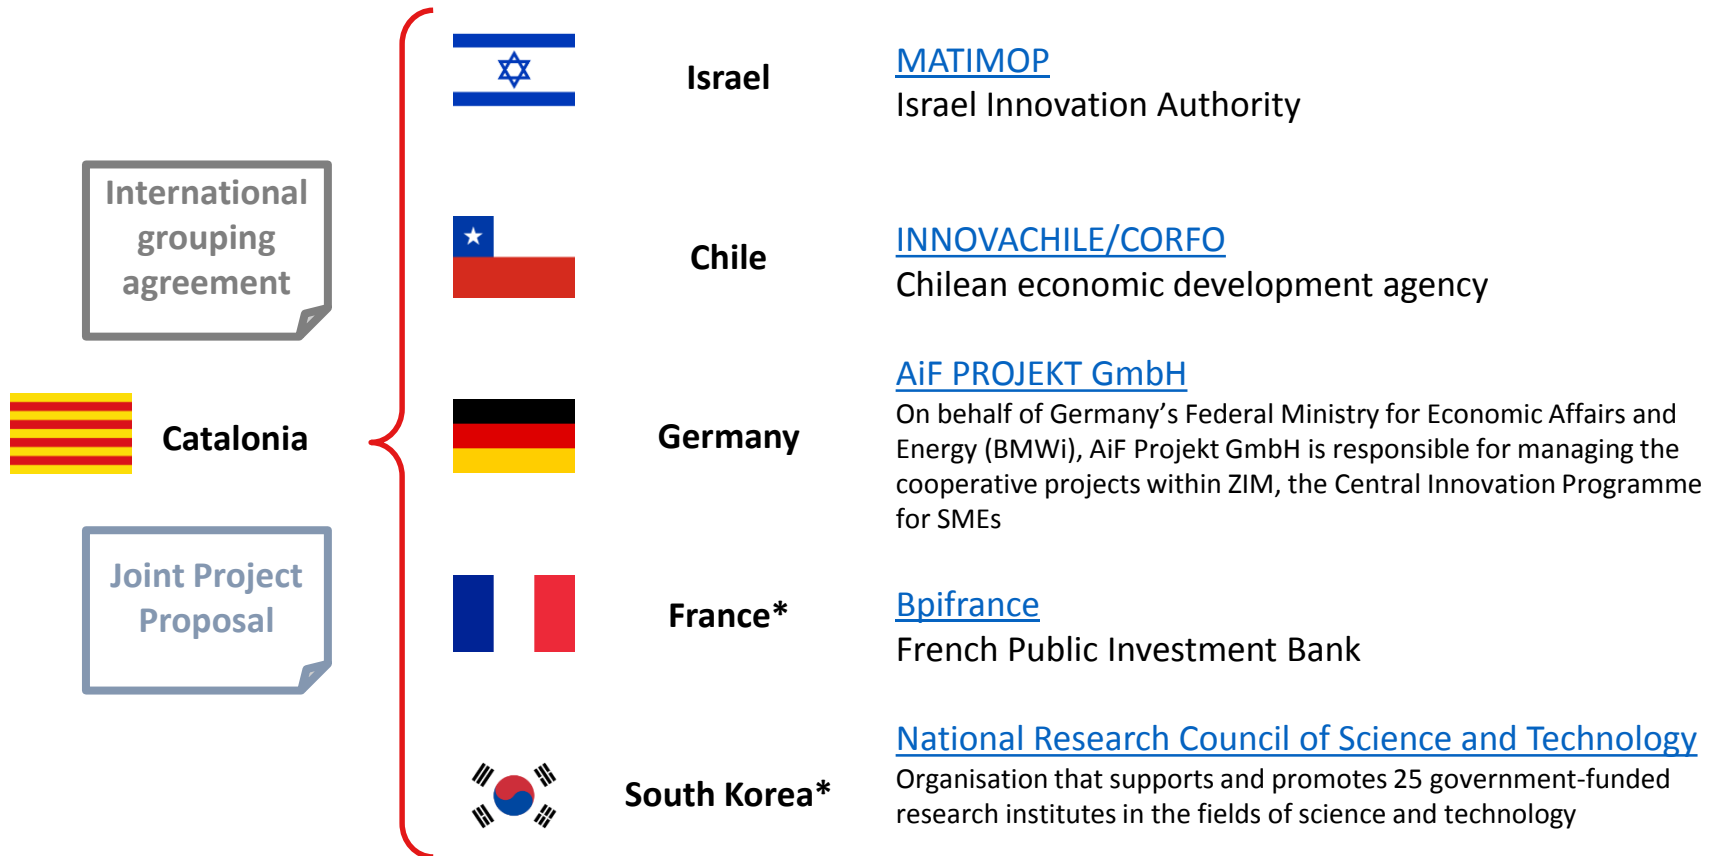 International
grouping
agreement
Catalonia
Joint Project
Proposal
Israel
MATIMOP
Israel Innovation Authority
Chile
INNOVACHILE/CORFO
Chilean economic development agency
Germany
AiF PROJEKT GmbH
On behalf of Germany’s Federal Ministry for Economic Affairs and
Energy (BMWi), AiF Projekt GmbH is responsible for managing the
cooperative projects within ZIM, the Central Innovation Programme
for SMEs
France*
Bpifrance
French Public Investment Bank
South Korea*
National Research Council of Science and Technology
Organisation that supports and promotes 25 government-funded
research institutes in the fields of science and technology